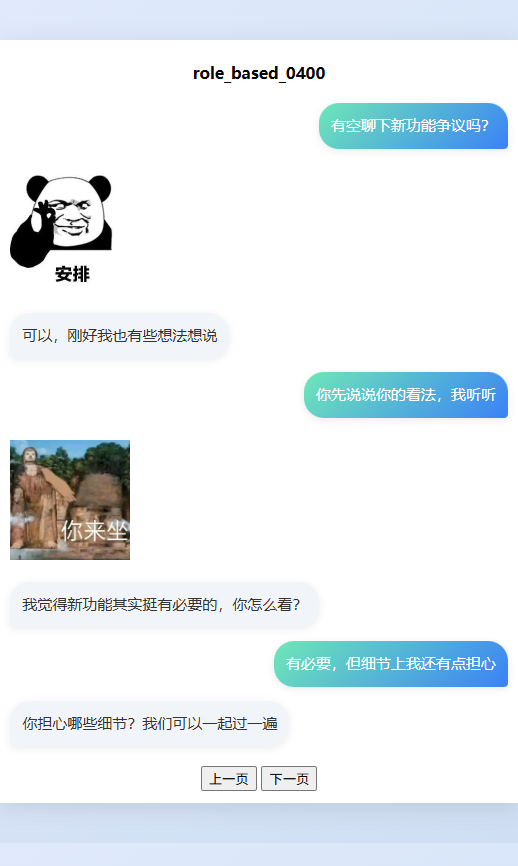 role_based_0400
有空聊下新功能争议吗?
安排
可以，刚好我也有些想法想说
你先说说你的看法，我听听
你来坐
我觉得新功能其实挺有必要的，你怎么看?
有必要，但细节上我还有点担心
你担心哪些细节？我们可以一起过一遍
上一页 下一页